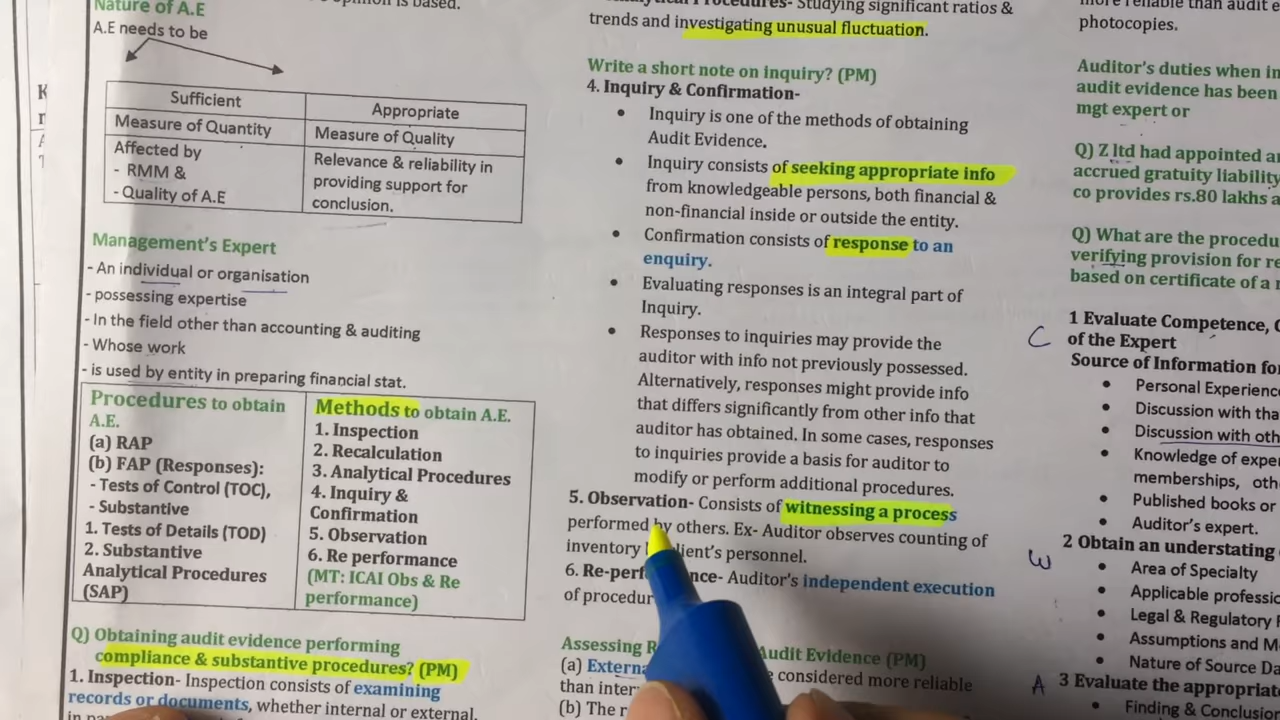 Nature of A.E
A.E needs to be
Sufficient
Appropriate
Measure of Quantity
Measure of Quality
Affected by
- RMM &
- Quality of A.E
Relevance & reliability in
providing support for
conclusion.
Management's Expert
- An individual or organisation
- possessing expertise
- In the field other than accounting & auditing
- Whose work
- is used by entity in preparing financial stat.
Procedures to obtain
A.E.
(a) RAP
(b) FAP (Responses):
- Tests of Control (TOC),
- Substantive
1. Tests of Details (TOD)
2. Substantive
Analytical Procedures
(SAP)
Methods to obtain A.E.
1. Inspection
2. Recalculation
3. Analytical Procedures
4. Inquiry &
Confirmation
5. Observation
6. Re performance
(MT: ICAI Obs & Re
performance)
Q) Obtaining audit evidence performing
compliance & substantive procedures? (PM)
1. Inspection- Inspection consists of examining
records or documents, whether internal or external,
Procedures- Studying significant ratios &
trends and investigating unusual fluctuation.
Write a short note on inquiry? (PM)
4. Inquiry & Confirmation-
• Inquiry is one of the methods of obtaining
Audit Evidence.
• Inquiry consists of seeking appropriate info
from knowledgeable persons, both financial &
non-financial inside or outside the entity.
• Confirmation consists of response to an
enquiry.
• Evaluating responses is an integral part of
Inquiry.
• Responses to inquiries may provide the
auditor with info not previously possessed.
Alternatively, responses might provide info
that differs significantly from other info that
auditor has obtained. In some cases, responses
to inquiries provide a basis for auditor to
modify or perform additional procedures.
5. Observation- Consists of witnessing a process
performed by others. Ex- Auditor observes counting of
inventory client's personnel.
6. Re-performance- Auditor's independent execution
of procedur
Assessing Audit Evidence (PM)
(a) Externa considered more reliable
than inter
(b) The r
more reliable than audit e
photocopies.
Auditor's duties when in
audit evidence has been
mgt expert or
Q) Z ltd had appointed a
accrued gratuity liability
co provides rs.80 lakhs a
Q) What are the procedu
verifying provision for re
based on certificate of a
C
1 Evaluate Competence,
of the Expert
Source of Information fo
• Personal Experience
• Discussion with tha
• Discussion with oth
• Knowledge of expe
memberships, oth
• Published books or
• Auditor's expert.
W
2 Obtain an understating
• Area of Specialty
• Applicable professio
• Legal & Regulatory
• Assumptions and M
• Nature of Source Da
A
3 Evaluate the appropriat
• Finding & Conclusion